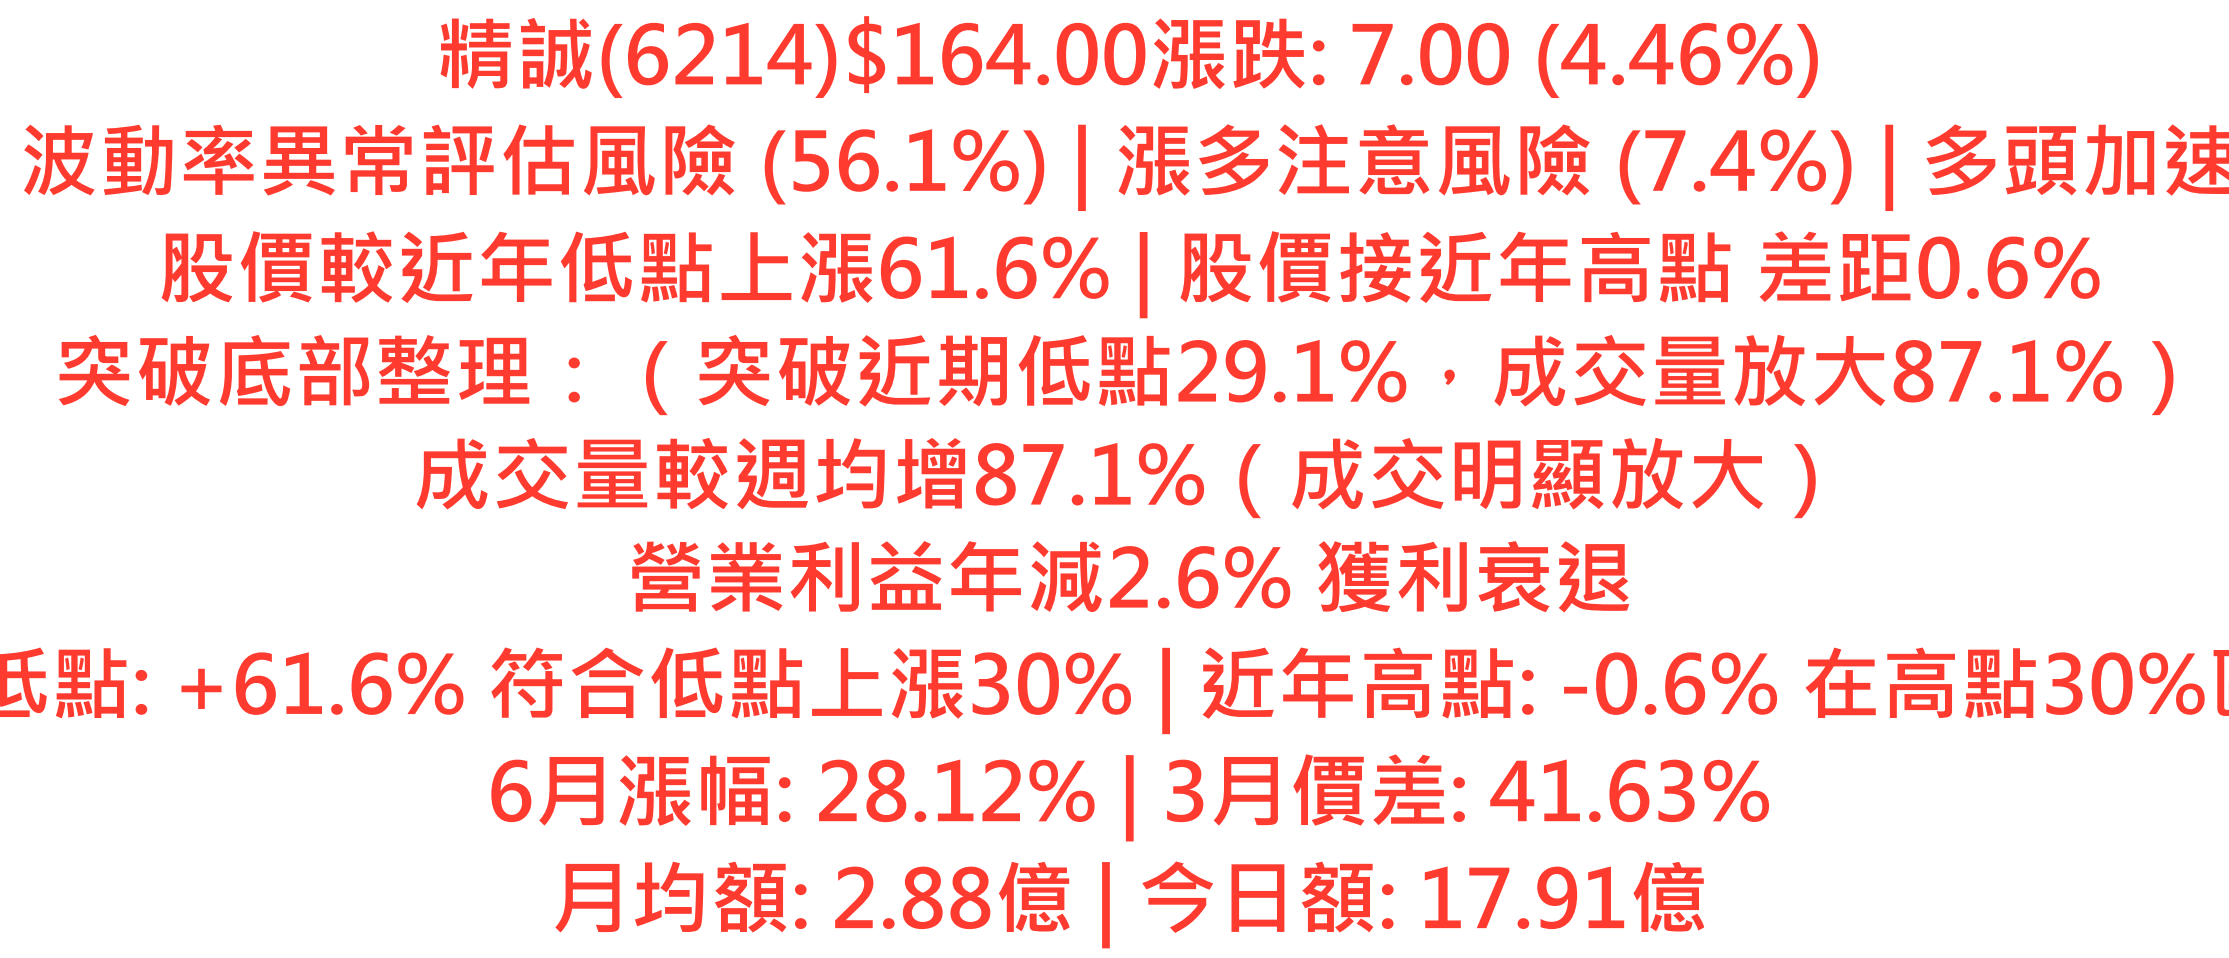 精誠(6214)$164.00漲跌: 7.00 (4.46%)
波動率異常評估風險 (56.1%) | 漲多注意風險 (7.4%) | 多頭加速
股價較近年低點上漲61.6% | 股價接近年高點 差距0.6%
突破底部整理：（突破近期低點29.1%，成交量放大87.1%）
成交量較週均增87.1%（成交明顯放大）
營業利益年減2.6% 獲利衰退
低點: +61.6% 符合低點上漲30% | 近年高點: -0.6% 在高點30%
6月漲幅: 28.12% | 3月價差: 41.63%
月均額: 2.88億 | 今日額: 17.91億